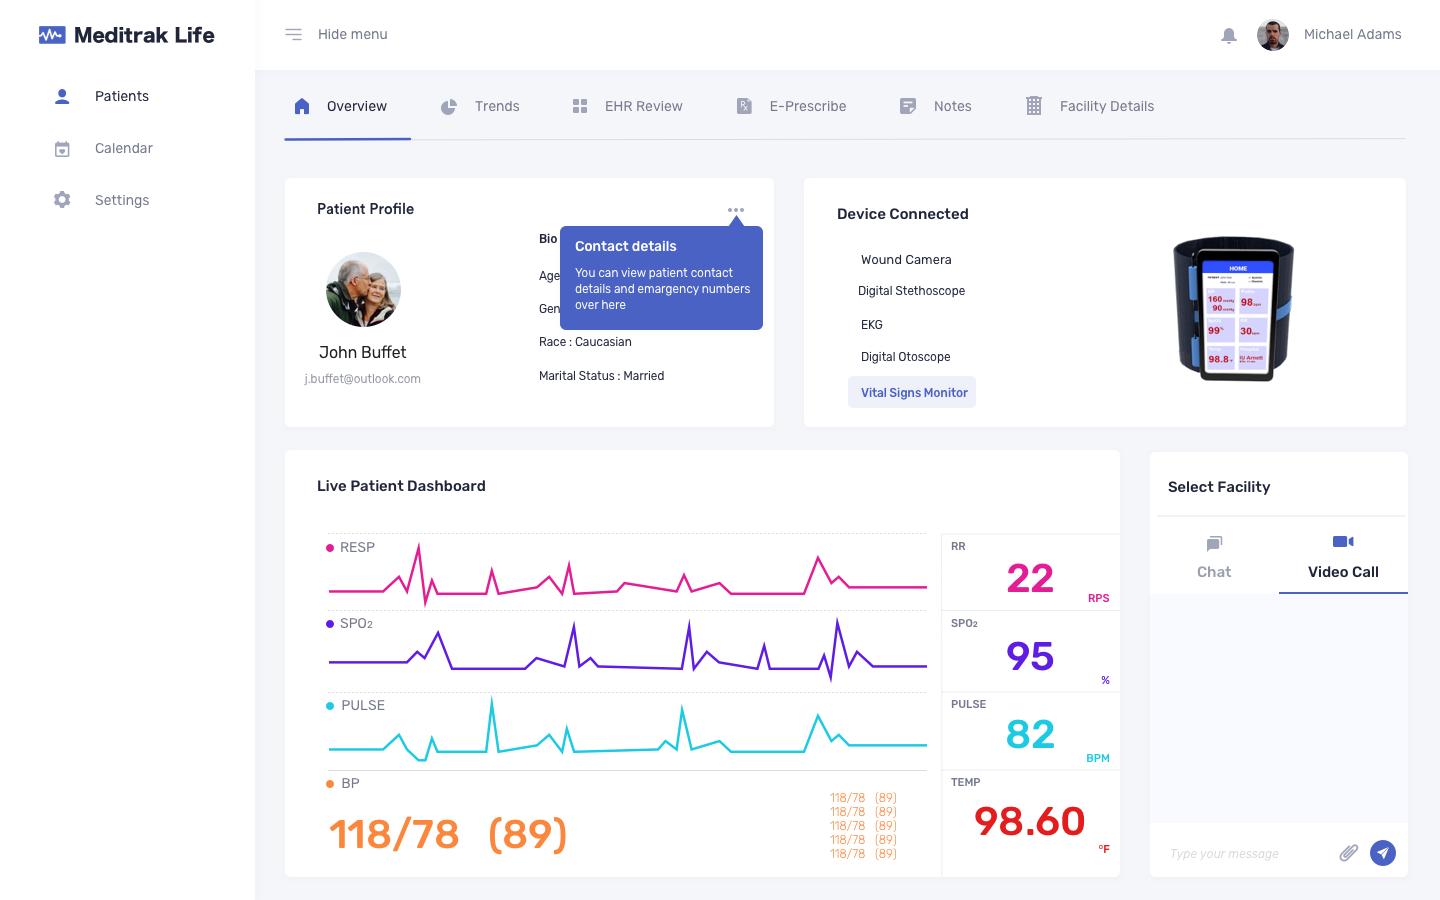 Meditrak Life
Hide menu
Michael Adams
Patients
Calendar
Settings
Overview
Trends
EHR Review
E-Prescribe
Notes
Facility Details
Patient Profile
Bio
Age
Gen
Race : Caucasian
Marital Status : Married
Contact details
You can view patient contact
details and emargency numbers
over here
John Buffet
j.buffet@outlook.com
Device Connected
Wound Camera
Digital Stethoscope
EKG
Digital Otoscope
Vital Signs Monitor
HOME
160
90
98
99
30
98.8
IU Arnett
Live Patient Dashboard
RESP
SPO2
PULSE
BP
118/78 (89)
118/78 (89)
118/78 (89)
118/78 (89)
118/78 (89)
118/78 (89)
RR
22
RPS
SPO2
95
%
PULSE
82
BPM
TEMP
98.60
°F
Select Facility
Chat
Video Call
Type your message